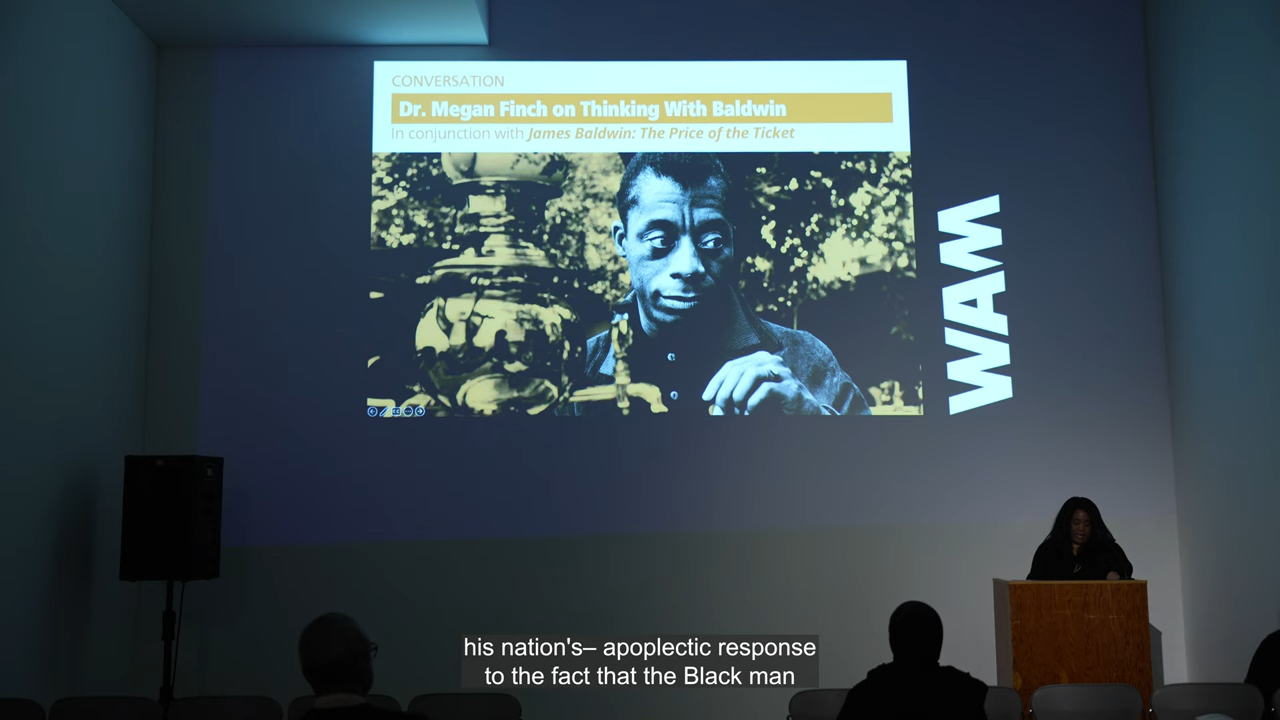 CONVERSATION
Dr. Megan Finch on Thinking With Baldwin
In conjunction with James Baldwin: The Price of the Ticket
WAM
his nation's– apoplectic response
to the fact that the Black man